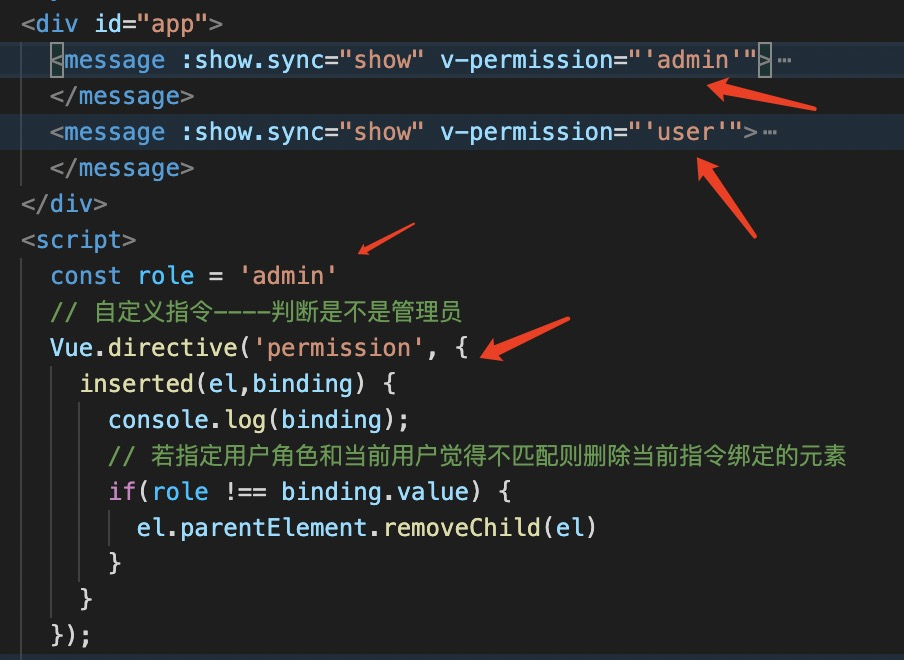 <div id="app">
<message :show.sync="show" v-permission="'admin'">…
</message>
<message :show.sync="show" v-permission="'user'">…
</message>
</div>
<script>
const role = 'admin'
// 自定义指令----判断是不是管理员
Vue.directive('permission', {
inserted(el,binding) {
console.log(binding);
// 若指定用户角色和当前用户觉得不匹配则删除当前指令绑定的元素
if(role !== binding.value) {
el.parentElement.removeChild(el)
}
}
});